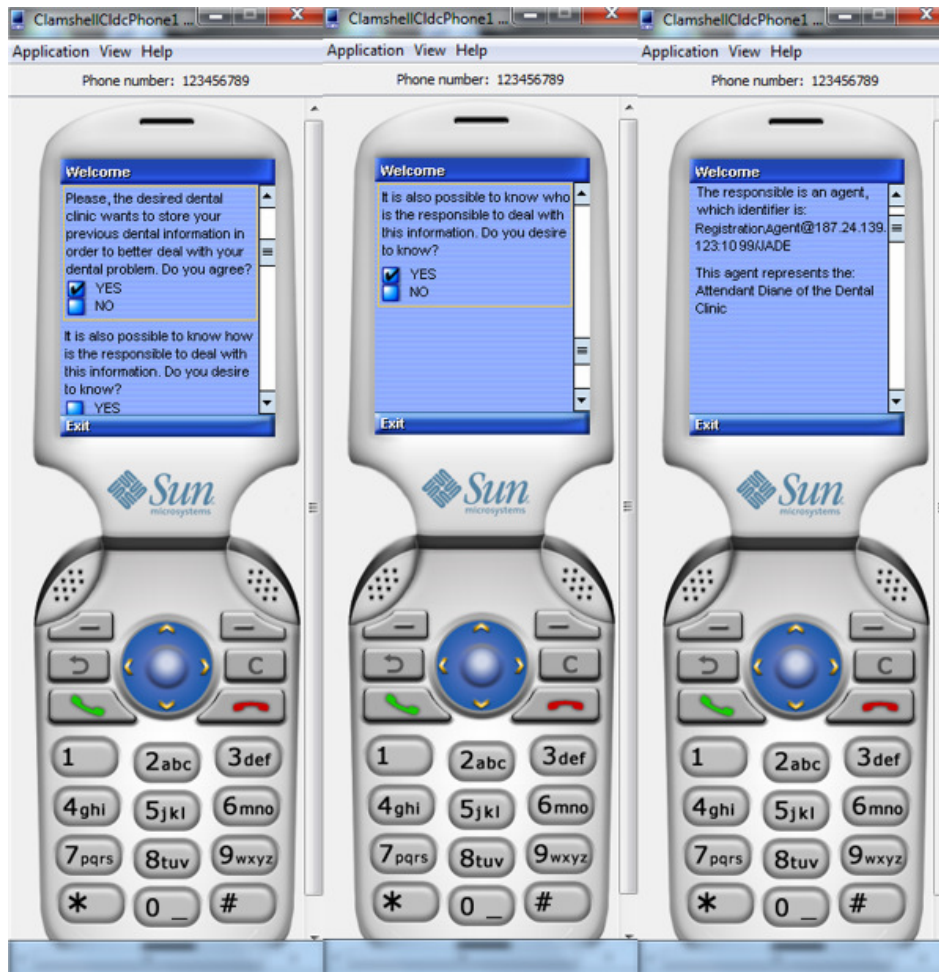 ClamshellCldcPhone1 ...
Application View Help
Phone number: 123456789
Welcome
Please, the desired dental
clinic wants to store your
previous dental information in
order to better deal with your
dental problem. Do you agree?
YES
NO
It is also possible to know how
is the responsible to deal with
this information. Do you desire
to know?
YES
Exit
Sun
microsystems
C
1
2abc
3def
4ghi
5jkl
6mno
7pqrs
8tuv
9wxyz
*
0 _
#
ClamshellCldcPhone1 ...
Application View Help
Phone number: 123456789
Welcome
It is also possible to know who
is the responsible to deal with
this information. Do you desire
to know?
YES
NO
Exit
Sun
microsystems
C
1
2abc
3def
4ghi
5jkl
6mno
7pqrs
8tuv
9wxyz
*
0 _
#
ClamshellCldcPhone1 ...
Application View Help
Phone number: 123456789
Welcome
The responsible is an agent,
which identifier is:
RegistrationAgent@187.24.139.
123:10 99/JADE
This agent represents the:
Attendant Diane of the Dental
Clinic
Exit
Sun
microsystems
C
1
2abc
3def
4ghi
5jkl
6mno
7pqrs
8tuv
9wxyz
*
0 _
#